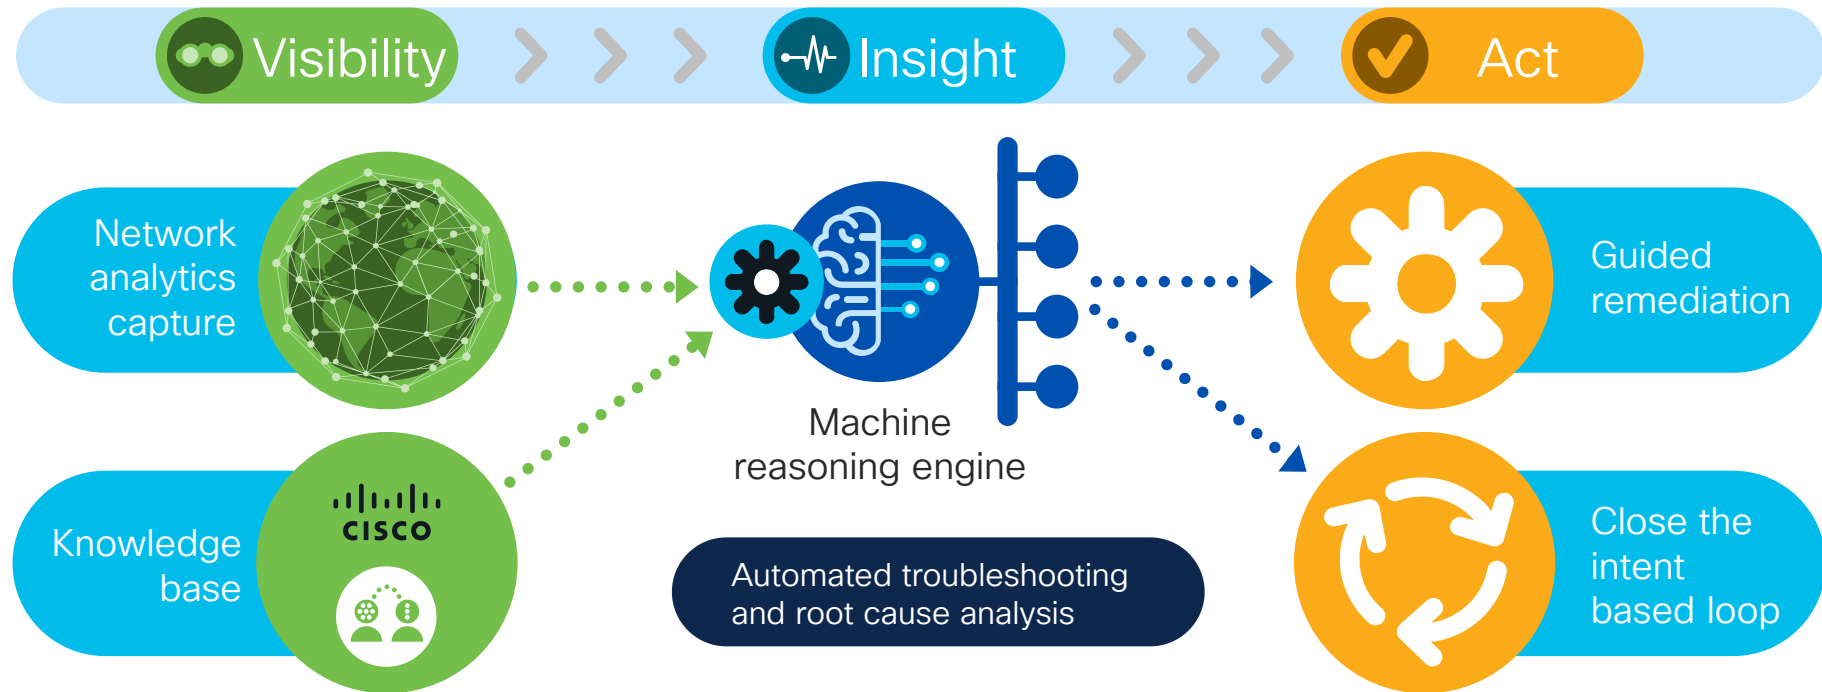 Visibility
Insight
Act
Network
analytics
capture
Knowledge
base
CISCO
Machine
reasoning engine
Automated troubleshooting
and root cause analysis
Guided
remediation
Close the
intent
based loop